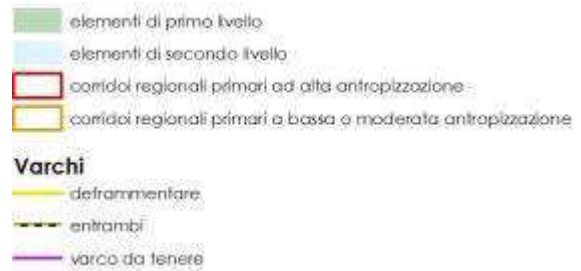 elementi di primo livello
elementi di secondo livello
corridoi regionali primari ad alta antropizzazione
corridoi regionali primari a bassa o moderata antropizzazione
Varchi
deframmentare
entrambi
varco da tenere